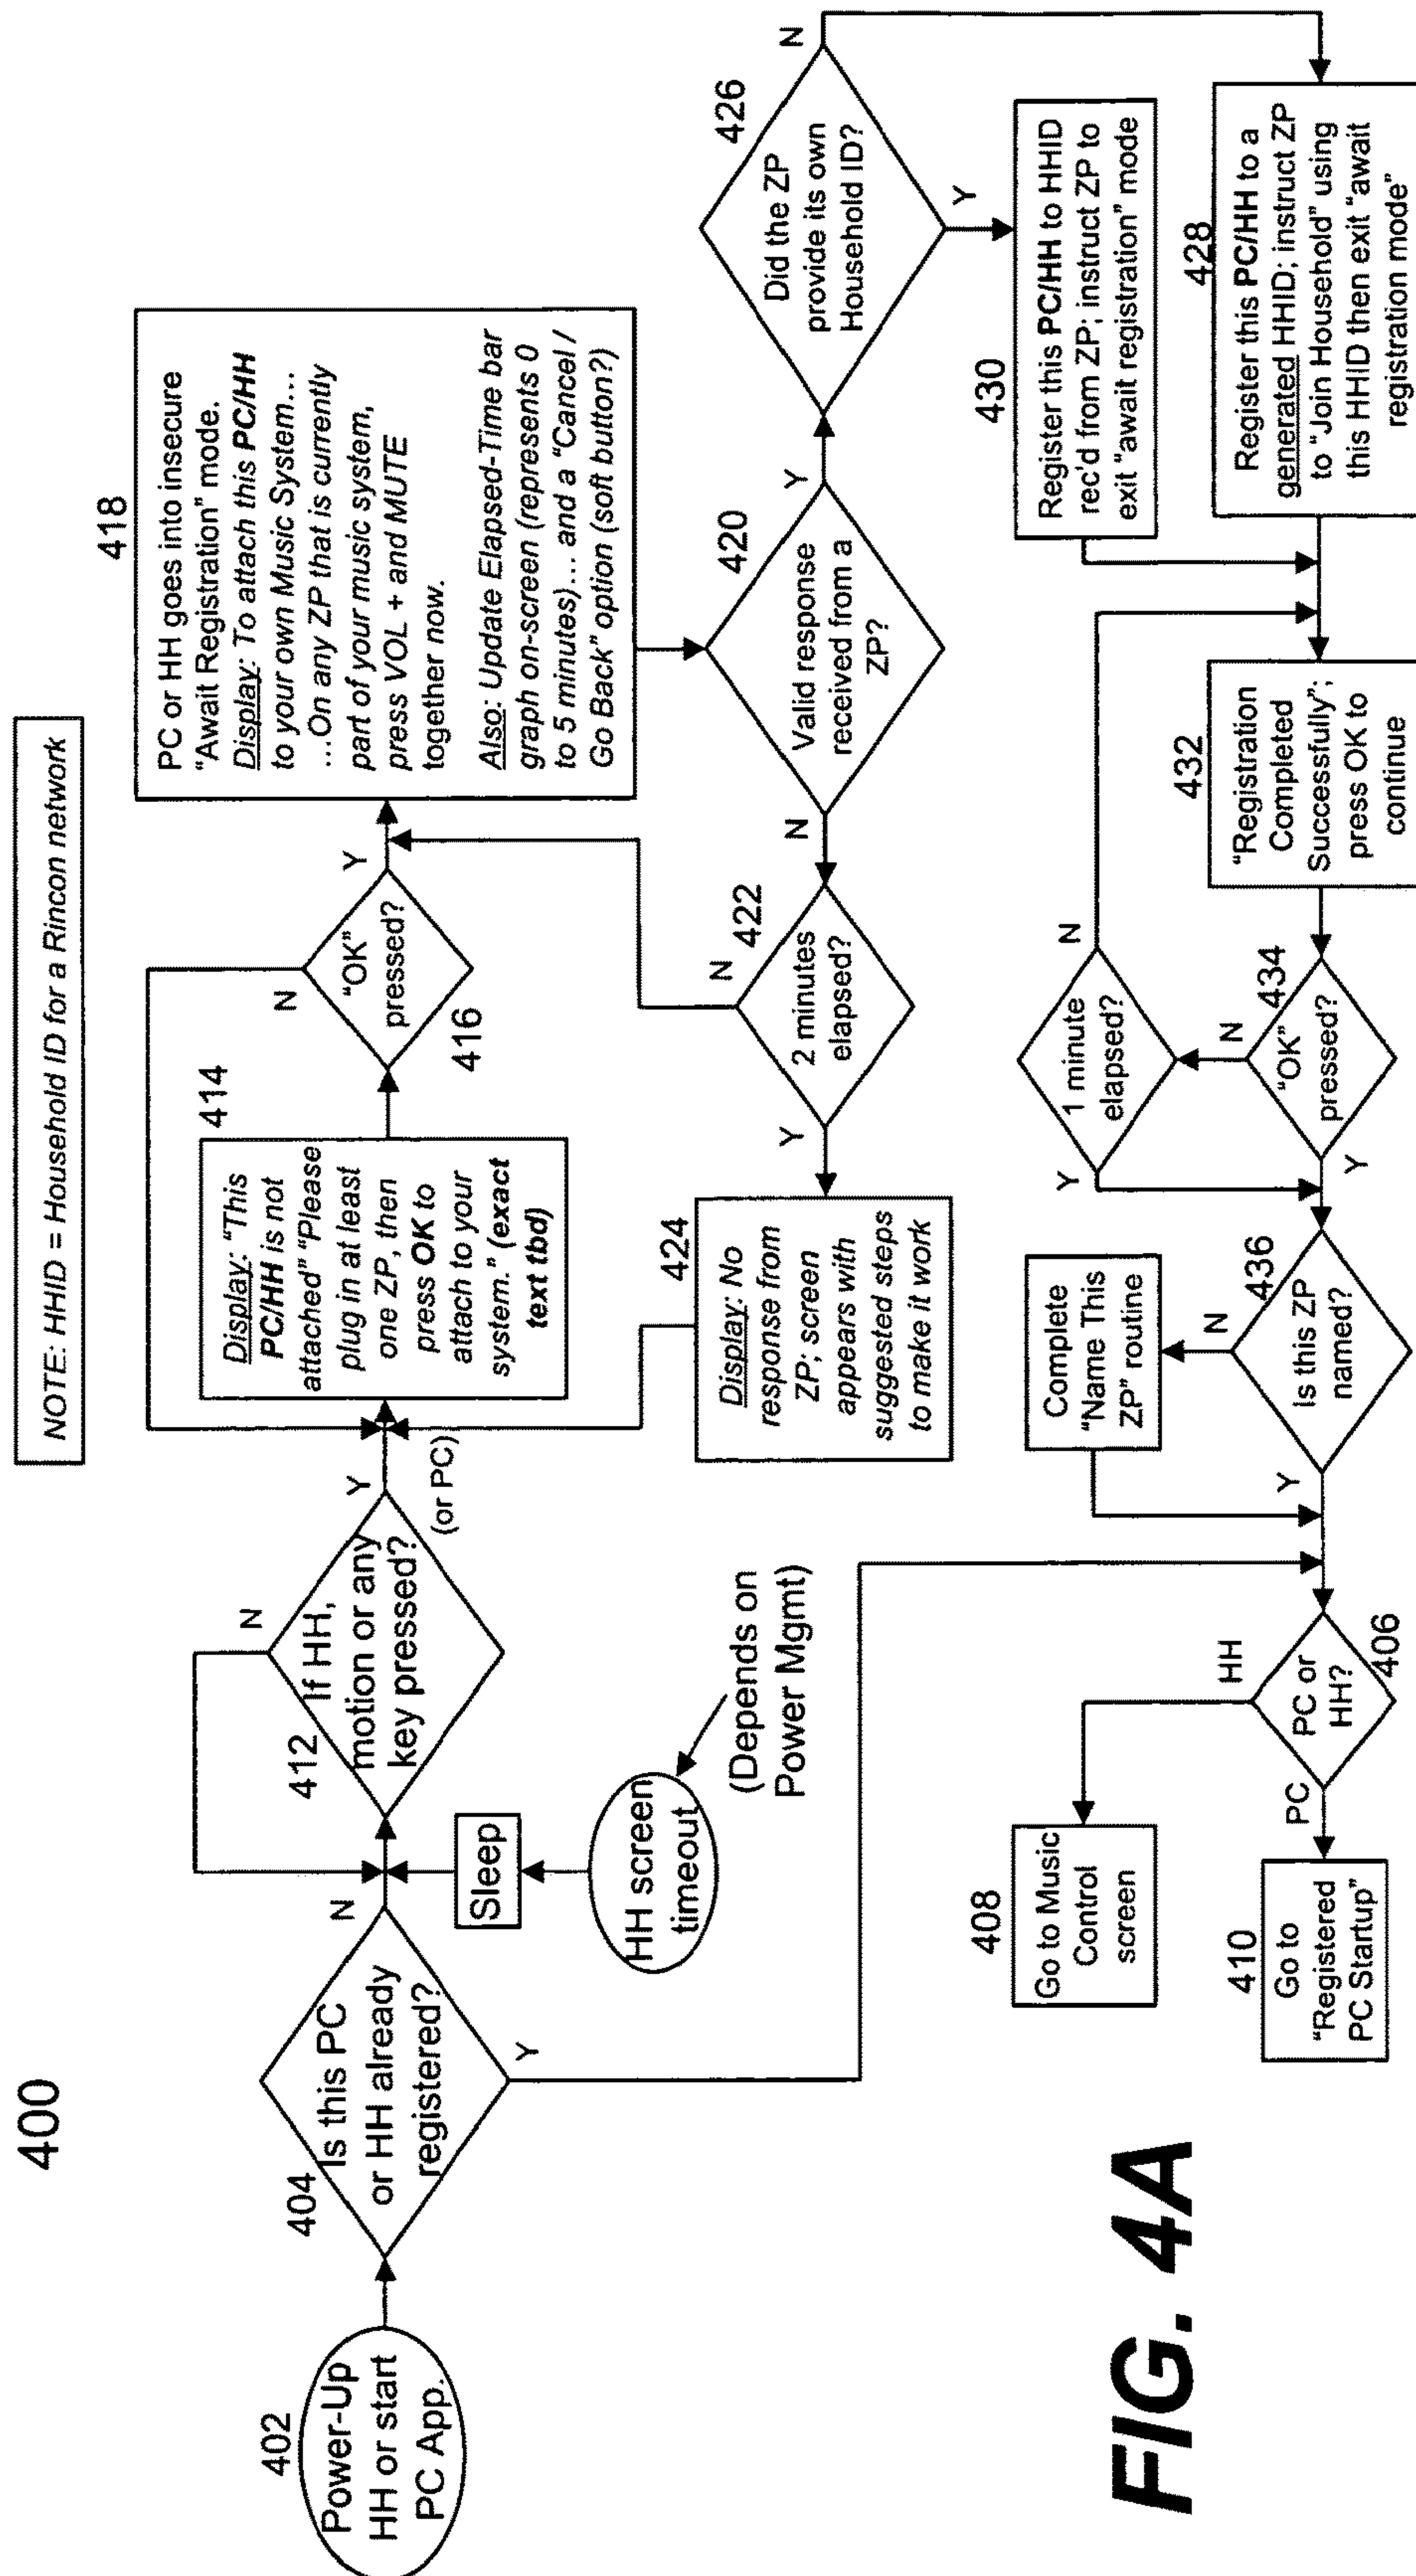 400
NOTE: HHID = Household ID for a Rincon network
402
Power-Up
HH or start
PC App.
404
Is this PC
or HH already
registered?
N
Y
Sleep
HH screen
timeout
(Depends on
Power Mgmt)
412
If HH,
motion or any
key pressed?
N
Y
(or PC)
414
Display: "This
PC/HH is not
attached" "Please
plug in at least
one ZP, then
press OK to
attach to your
system." (exact
text tbd)
416
"OK"
pressed?
N
Y
418
PC or HH goes into insecure
"Await Registration" mode.
Display: To attach this PC/HH
to your own Music System...
...On any ZP that is currently
part of your music system,
press VOL + and MUTE
together now.
Also: Update Elapsed-Time bar
graph on-screen (represents 0
to 5 minutes)... and a "Cancel /
Go Back" option (soft button?)
420
Valid response
received from a
ZP?
N
Y
422
2 minutes
elapsed?
N
Y
424
Display: No
response from
ZP; screen
appears with
suggested steps
to make it work
426
Did the ZP
provide its own
Household ID?
N
Y
430
Register this PC/HH to HHID
rec'd from ZP; instruct ZP to
exit "await registration" mode
428
Register this PC/HH to a
generated HHID; instruct ZP
to "Join Household" using
this HHID then exit "await
registration mode"
432
"Registration
Completed
Successfully";
press OK to
continue
434
"OK"
pressed?
N
Y
1 minute
elapsed?
N
Y
436
Is this ZP
named?
N
Y
Complete
"Name This
ZP" routine
406
PC or
HH?
HH
PC
408
Go to Music
Control
screen
410
Go to
"Registered
PC Startup"
FIG. 4A